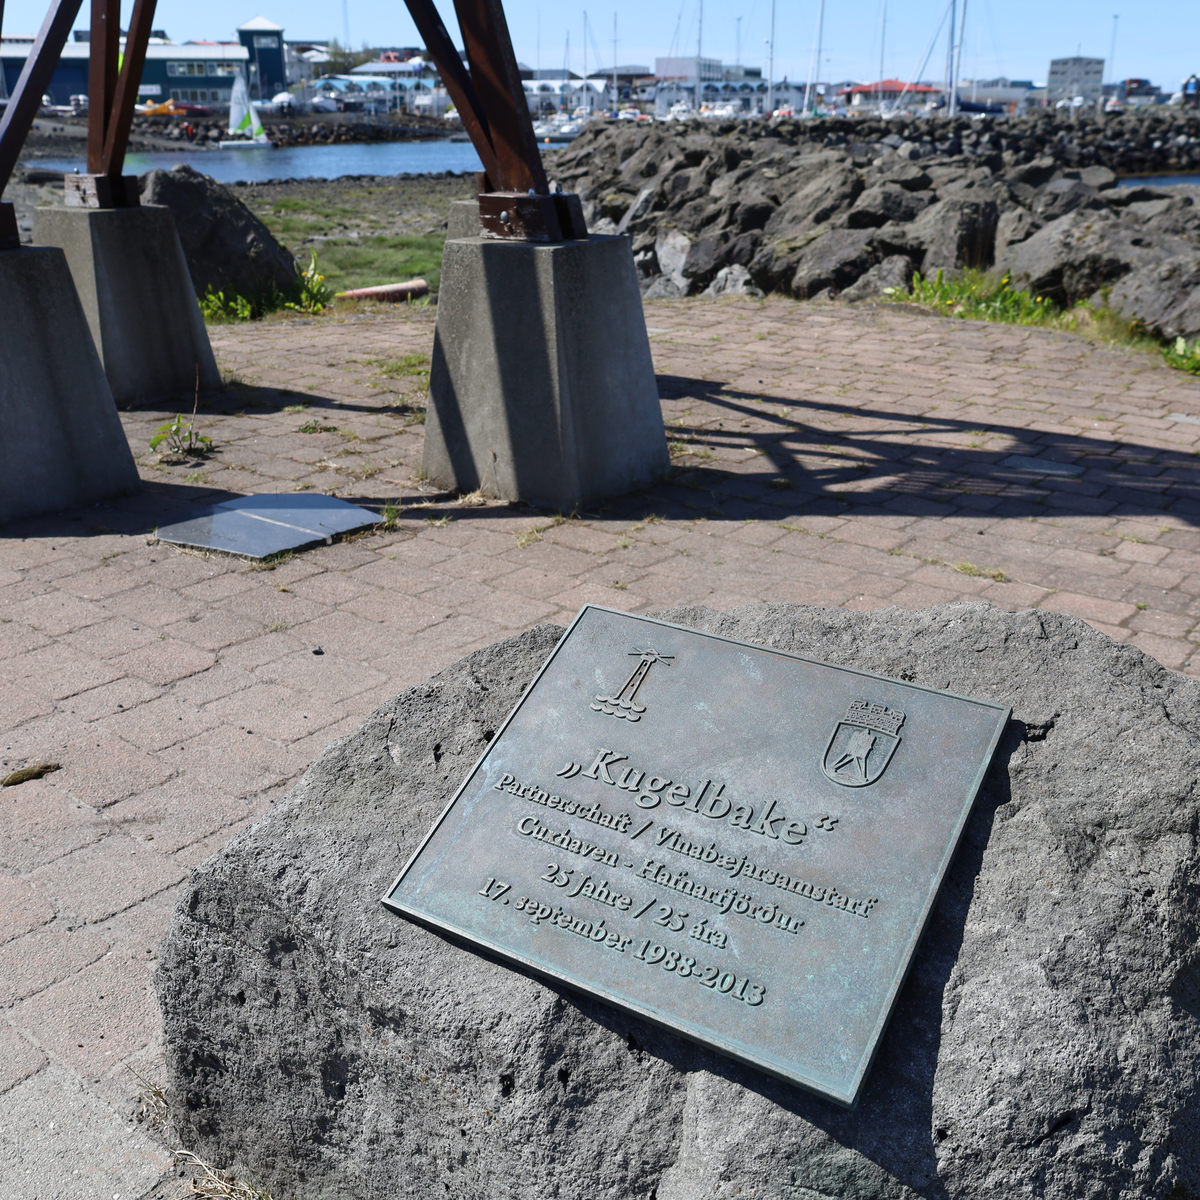 „Kugelbake“
Partnerschaft / Vinabæjarsamstarf
Cuxhaven - Hafnarfjörður
25 Jahre / 25 ára
17. september 1988-2013